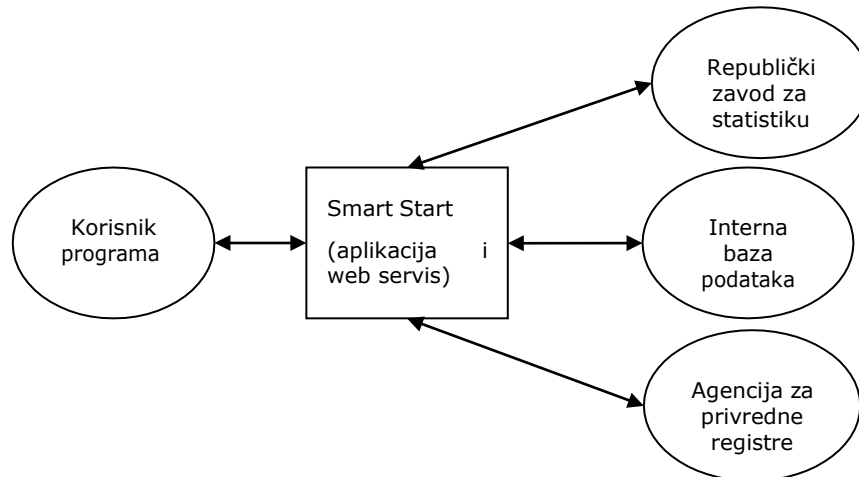 Republički
zavod za
statistiku
Korisnik
programa
Smart Start
(aplikacija i
web servis)
Interna
baza
podataka
Agencija za
privredne
registre